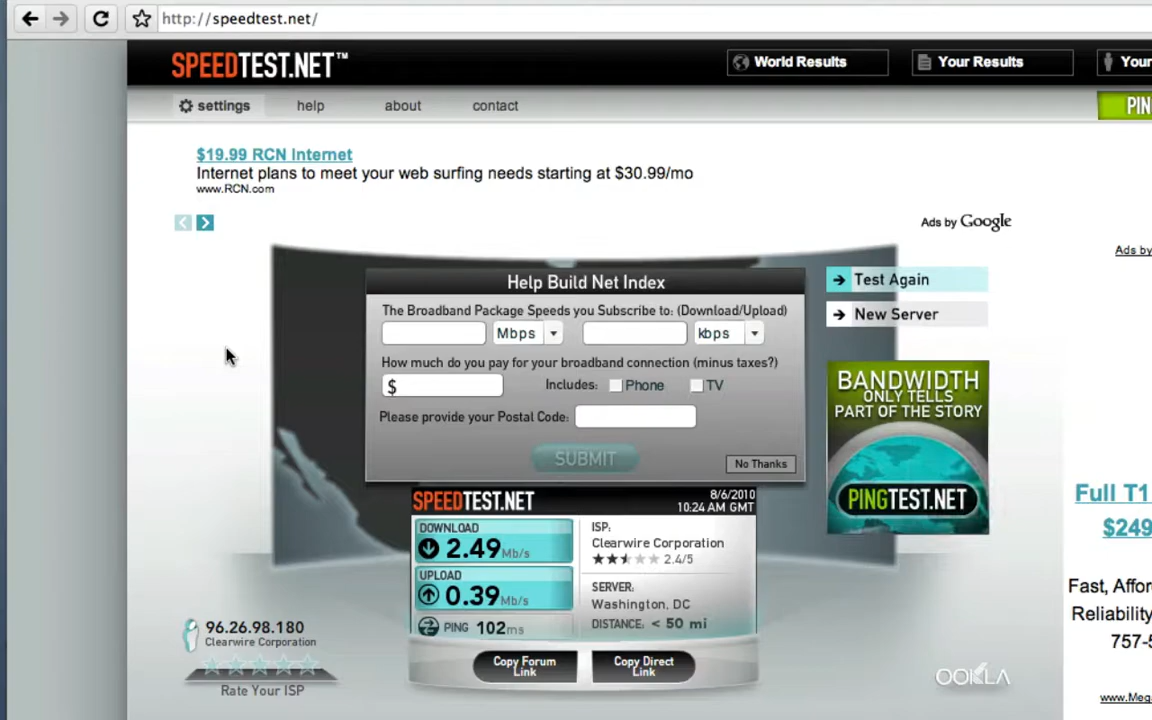 http://speedtest.net/
SPEEDTEST.NET™
World Results
Your Results
Your
settings
help
about
contact
PIN
$19.99 RCN Internet
Internet plans to meet your web surfing needs starting at $30.99/mo
www.RCN.com
Ads by Google
Ads by
Help Build Net Index
The Broadband Package Speeds you Subscribe to: (Download/Upload)
Mbps
kbps
How much do you pay for your broadband connection (minus taxes?)
$
Includes:
Phone
TV
Please provide your Postal Code:
SUBMIT
No Thanks
Test Again
New Server
BANDWIDTH
ONLY TELLS
PART OF THE STORY
PINGTEST.NET
SPEEDTEST.NET
8/6/2010
10:24 AM GMT
DOWNLOAD
2.49 Mb/s
UPLOAD
0.39 Mb/s
PING 102 ms
ISP:
Clearwire Corporation
2.4/5
SERVER:
Washington, DC
DISTANCE: < 50 mi
Copy Forum
Link
Copy Direct
Link
96.26.98.180
Clearwire Corporation
Rate Your ISP
OOKLA
Full T1
$249
Fast, Affor
Reliability
757-5
www.Mega